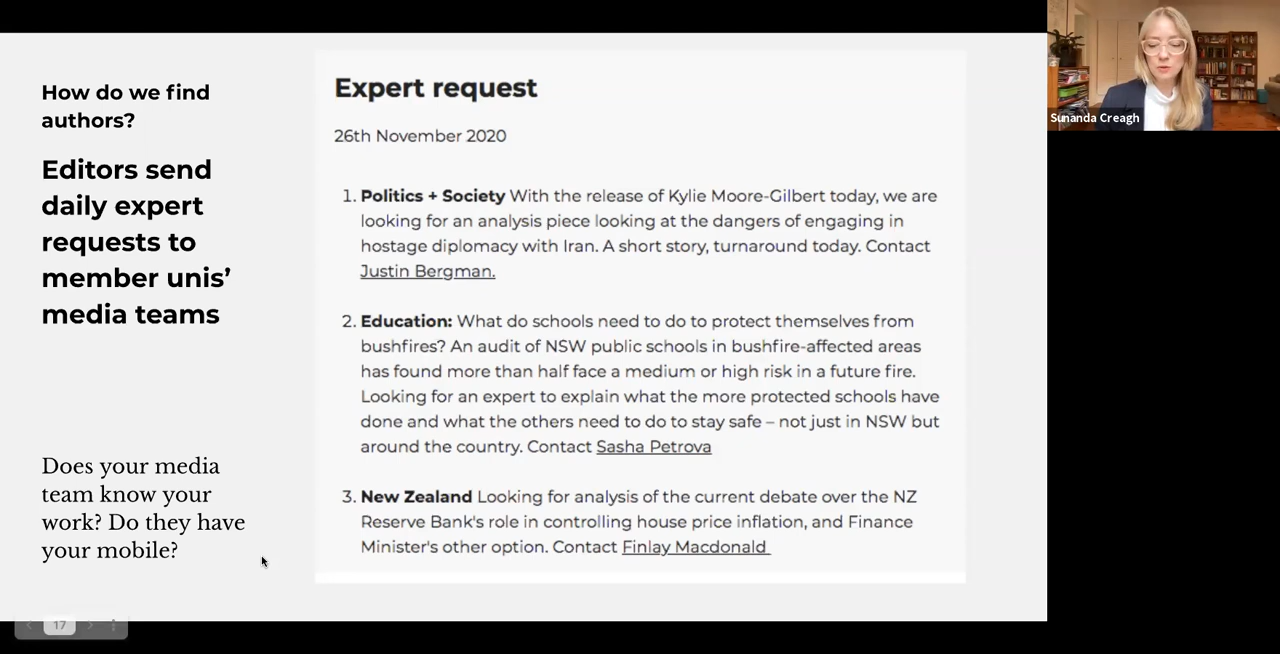 How do we find
authors?
Editors send
daily expert
requests to
member unis’
media teams
Does your media
team know your
work? Do they have
your mobile?
Expert request
26th November 2020
1. Politics + Society With the release of Kylie Moore-Gilbert today, we are
looking for an analysis piece looking at the dangers of engaging in
hostage diplomacy with Iran. A short story, turnaround today. Contact
Justin Bergman.
2. Education: What do schools need to do to protect themselves from
bushfires? An audit of NSW public schools in bushfire-affected areas
has found more than half face a medium or high risk in a future fire.
Looking for an expert to explain what the more protected schools have
done and what the others need to do to stay safe – not just in NSW but
around the country. Contact Sasha Petrova
3. New Zealand Looking for analysis of the current debate over the NZ
Reserve Bank's role in controlling house price inflation, and Finance
Minister's other option. Contact Finlay Macdonald
Sunanda Creagh
17